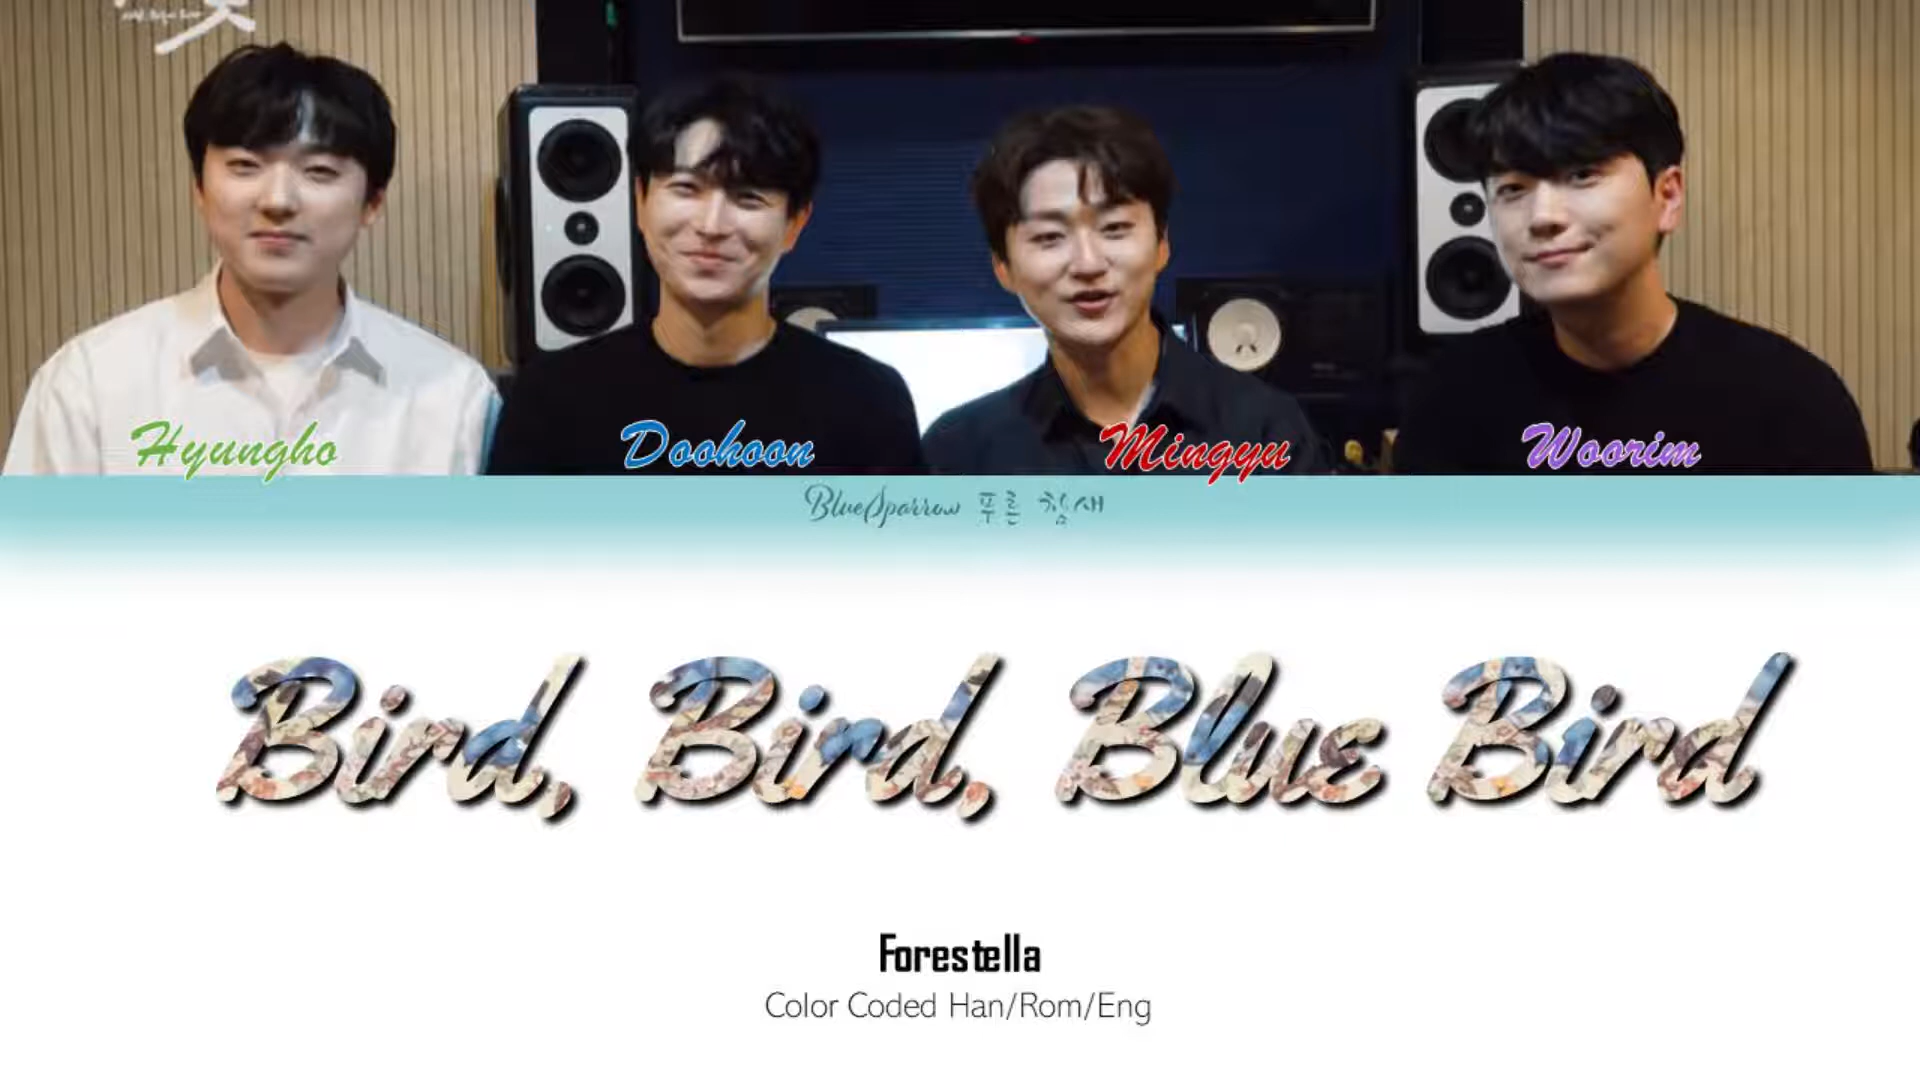 Hyungho Doohoon Mingyu Woorim
BlueSparrow 푸른 참새
Bird, Bird, Blue Bird
Forestella
Color Coded Han/Rom/Eng